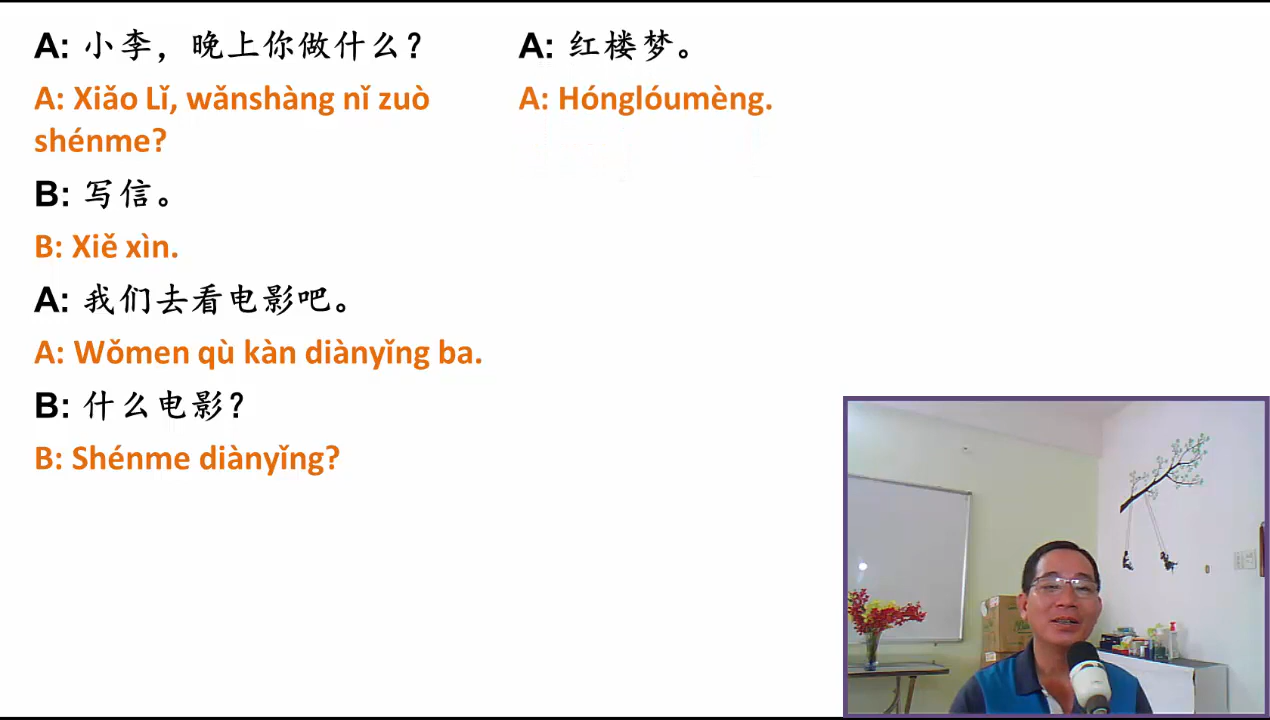 A: 小李，晚上你做什么？
A: Xiǎo Lǐ, wǎnshàng nǐ zuò
shénme?
B: 写信。
B: Xiě xìn.
A: 我们去看电影吧。
A: Wǒmen qù kàn diànyǐng ba.
B: 什么电影？
B: Shénme diànyǐng?
A: 红楼梦。
A: Hónglóumèng.